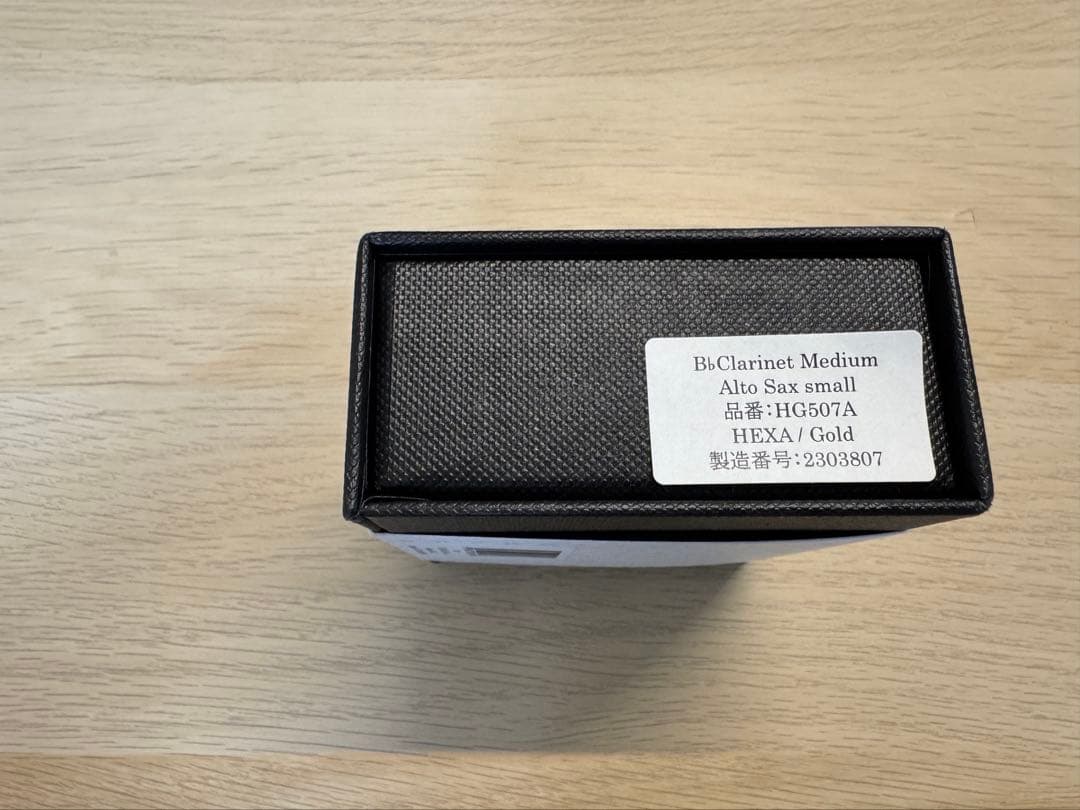 B♭Clarinet Medium
Alto Sax small
品番:HG507A
HEXA / Gold
製造番号:2303807